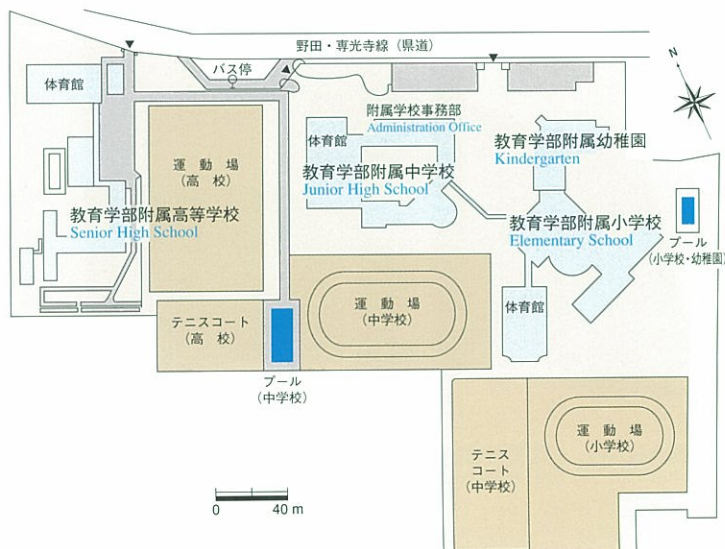 野田・専光寺線(県道)
バス停
体育館
N
附属学校事務部
Administration Office
体育館
教育学部附属幼稚園
Kindergarten
運動場
(高校)
教育学部附属中学校
Junior High School
教育学部附属高等学校
Senior High School
教育学部附属小学校
Elementary School
プール
(小学校・幼稚園)
運動場
(中学校)
体育館
テニスコート
(高校)
プール
(中学校)
運動場
(小学校)
テニス
コート
(中学校)
0 40 m